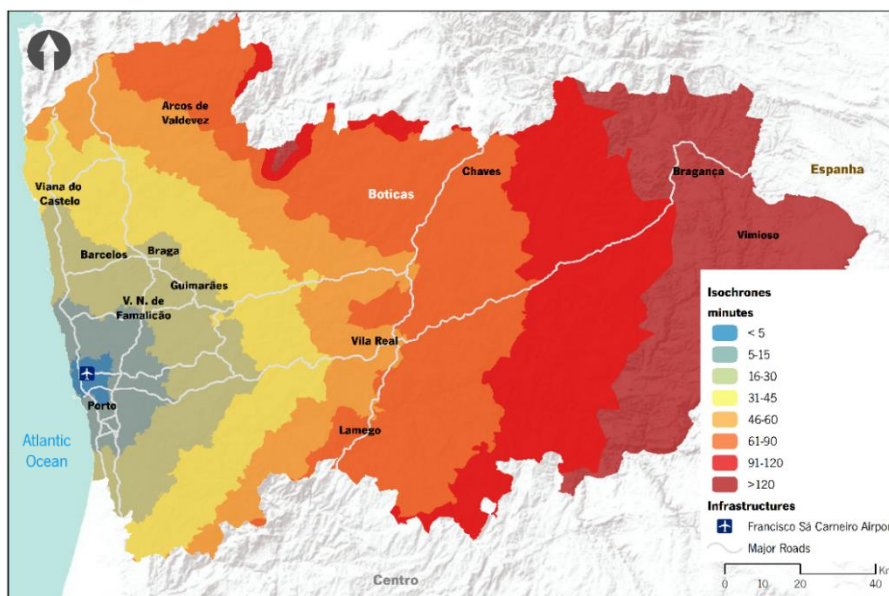 Arcos de
Valdevez
Chaves
Bragança
Espanha
Viana do
Castelo
Boticas
Vimioso
Barcelos
Braga
Guimarães
V. N. de
Famalicão
Vila Real
Porto
Lamego
Atlantic
Ocean
Centro
Isochrones
minutes
< 5
5-15
16-30
31-45
46-60
61-90
91-120
>120
Infrastructures
Francisco Sá Carneiro Airpor
Major Roads
Km
0 10 20 40